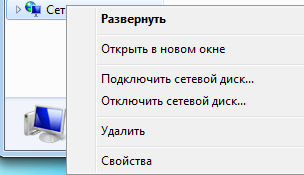 Сет
Развернуть
Открыть в новом окне
Подключить сетевой диск...
Отключить сетевой диск...
Удалить
Свойства